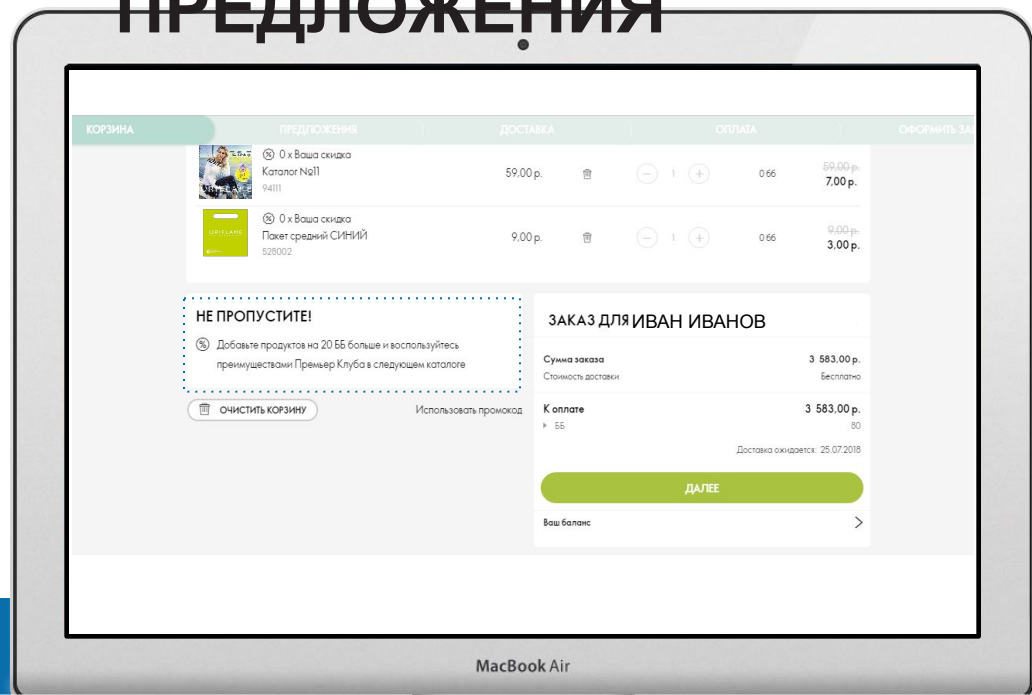 ПРЕДЛОЖЕНИЯ
КОРЗИНА ПРЕДЛОЖЕНИЯ ДОСТАВКА ОПЛАТА ОФОРМИТЬ
0 x Ваша скидка
Каталог №11 59,00 р. 1 0 ББ 59,00 р.
94111 7,00 р.
ORIFLAME
0 x Ваша скидка
Пакет средний СИНИЙ 9,00 р. 1 0 ББ 9,00 р.
528002 3,00 р.
НЕ ПРОПУСТИТЕ!
Добавьте продуктов на 20 ББ больше и воспользуйтесь
преимуществами Премьер Клуба в следующем каталоге
ОЧИСТИТЬ КОРЗИНУ Использовать промокод
ЗАКАЗ ДЛЯ ИВАН ИВАНОВ
Сумма заказа 3 583,00 р.
Стоимость доставки Бесплатно
К оплате 3 583,00 р.
ББ 80
Доставка ожидается: 25.07.2018
ДАЛЕЕ
Ваш баланс
MacBook Air